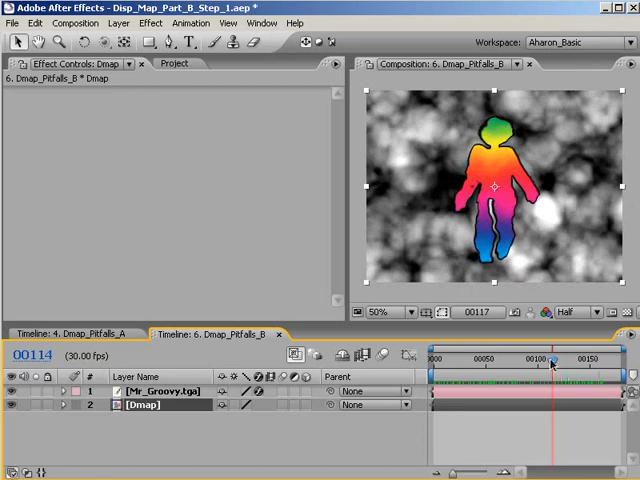 Adobe After Effects - Disp_Map_Part_B_Step_1.aep *
File Edit Composition Layer Effect Animation View Window Help
Workspace: Aharon_Basic
Effect Controls: Dmap Project
6. Dmap_Pitfalls_B * Dmap
Composition: 6. Dmap_Pitfalls_B
50% 00117 Half
Timeline: 4. Dmap_Pitfalls_A Timeline: 6. Dmap_Pitfalls_B
00114 (30.00 fps)
00050 00100 00150
# Layer Name Parent
1 [Mr_Groovy.tga] None
2 [Dmap] None